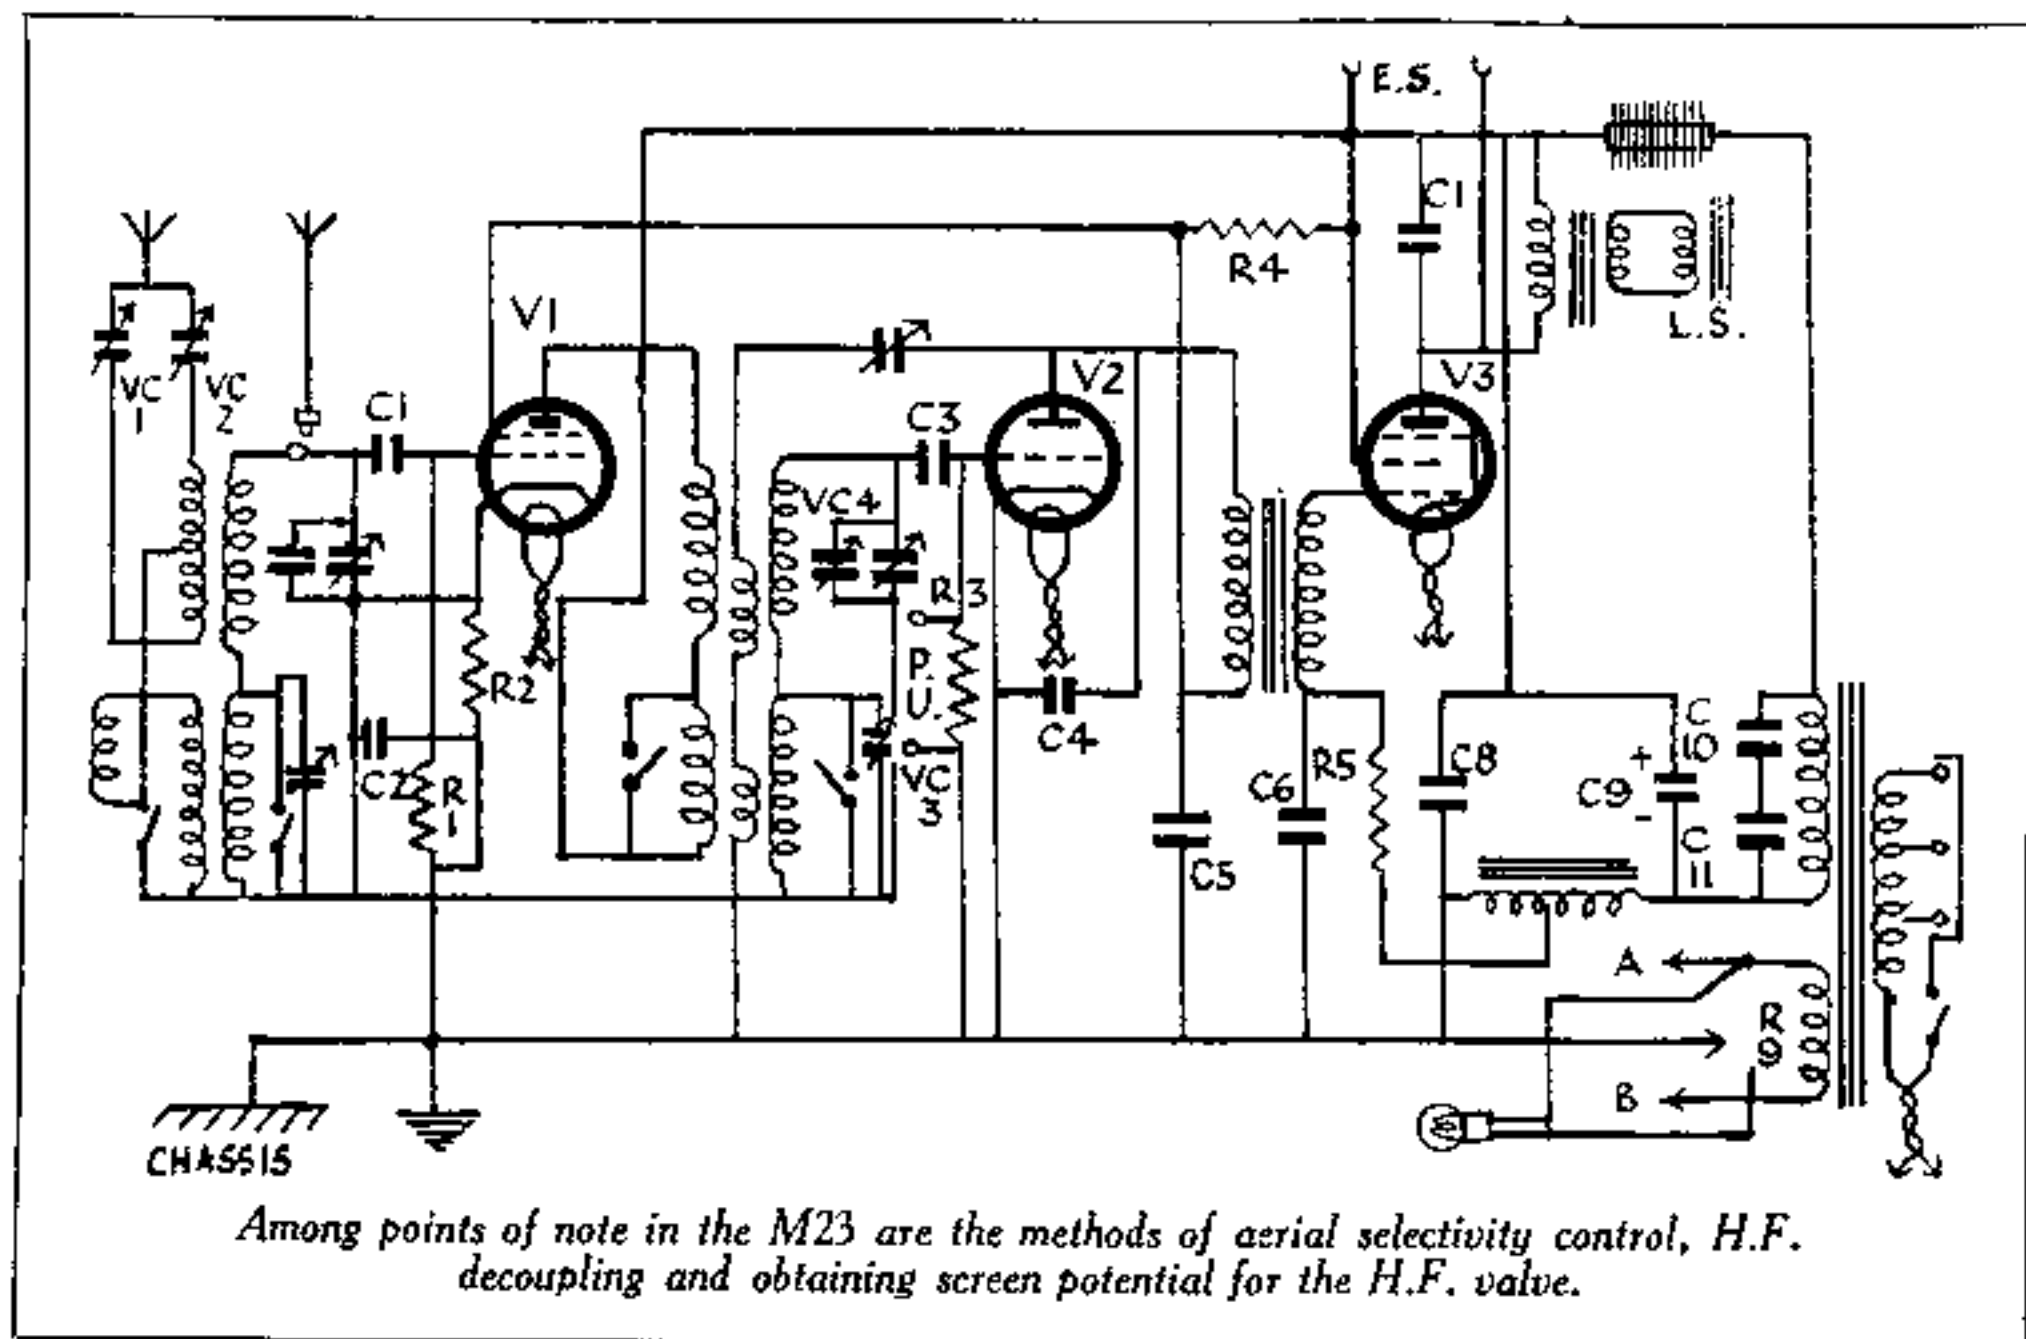 E.S.
C1
R4
V1
L.S.
VC
1
VC
2
C1
V2
V3
C3
VC4
R3
R2
P.
U.
C4
C2
R
1
VC
3
C6
R5
C8
C
10
+
C9
-
C
11
C5
A
R
9
B
CHASSIS
Among points of note in the M23 are the methods of aerial selectivity control, H.F.
decoupling and obtaining screen potential for the H.F. valve.